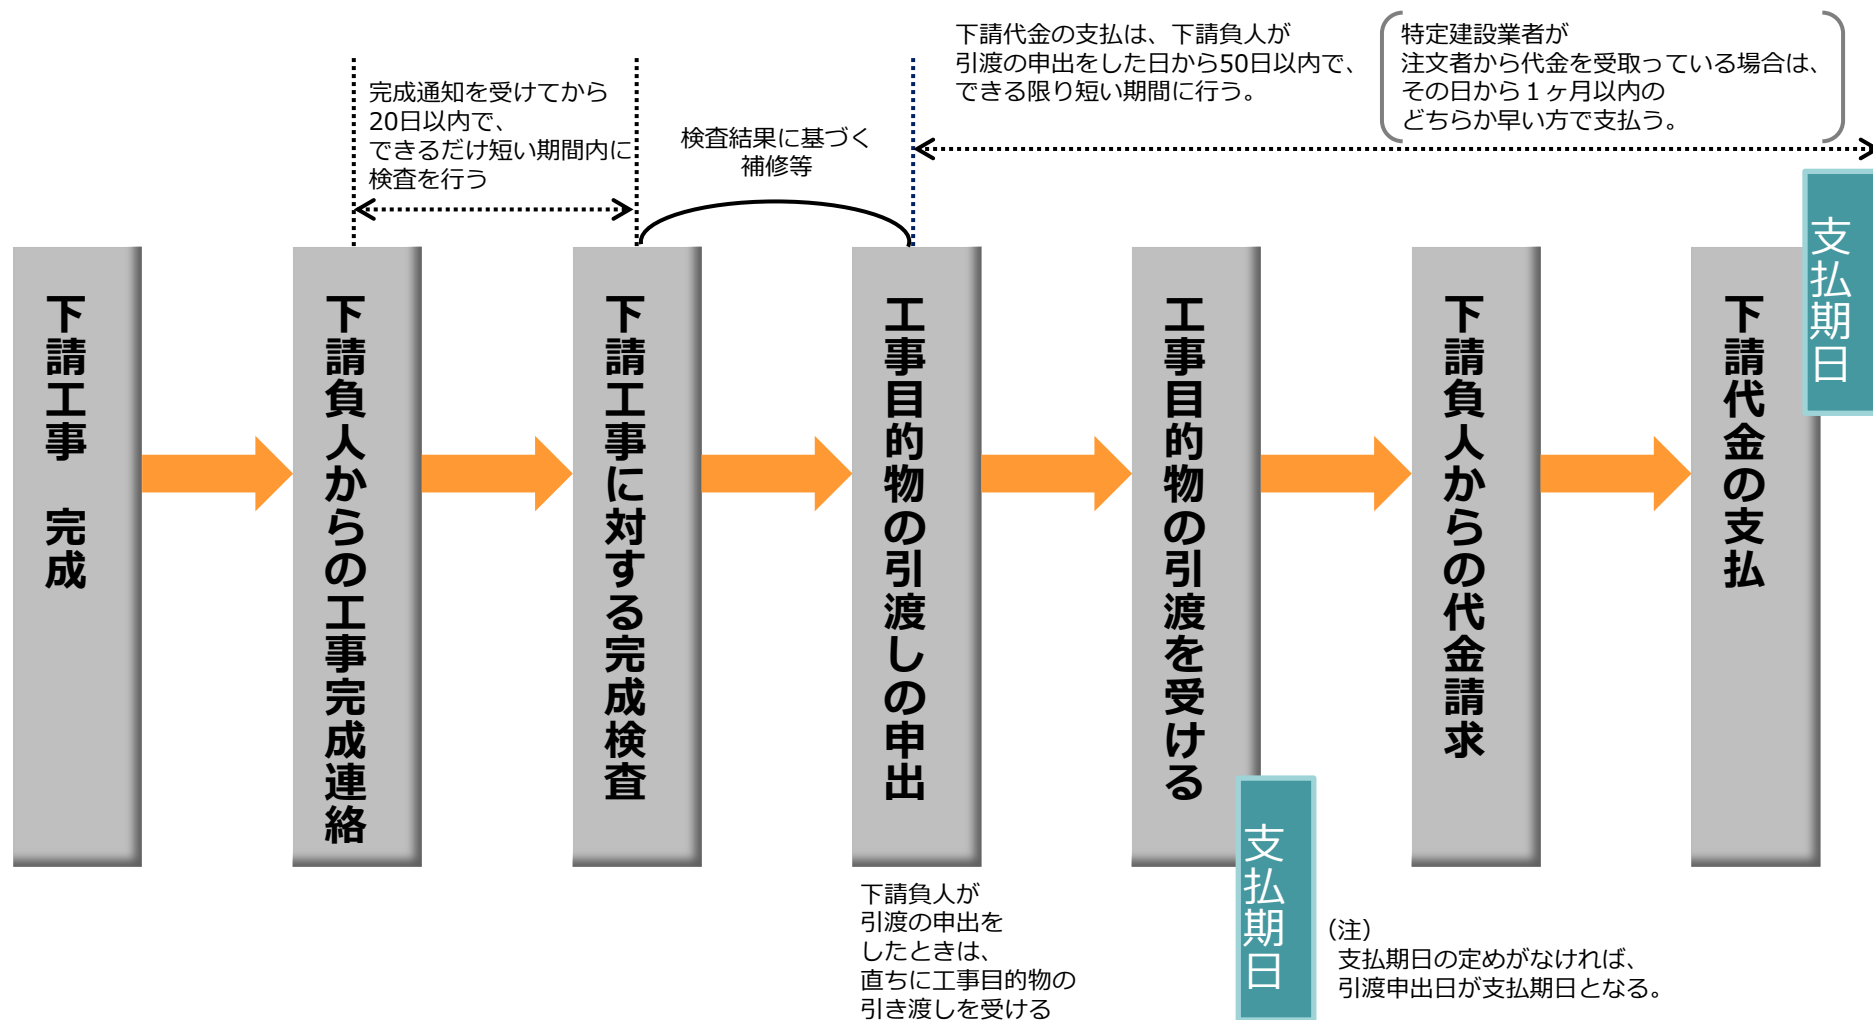 完成通知を受けてから
20日以内で、
できるだけ短い期間内に
検査を行う
検査結果に基づく
補修等
下請代金の支払は、下請負人が
引渡の申出をした日から50日以内で、
できる限り短い期間に行う。
特定建設業者が
注文者から代金を受取っている場合は、
その日から１ヶ月以内の
どちらか早い方で支払う。
下請工事　完成
下請負人からの工事完成連絡
下請工事に対する完成検査
工事目的物の引渡しの申出
工事目的物の引渡を受ける
下請負人からの代金請求
下請代金の支払
支払期日
下請負人が
引渡の申出を
したときは、
直ちに工事目的物の
引き渡しを受ける
支払期日
（注）
支払期日の定めがなければ、
引渡申出日が支払期日となる。